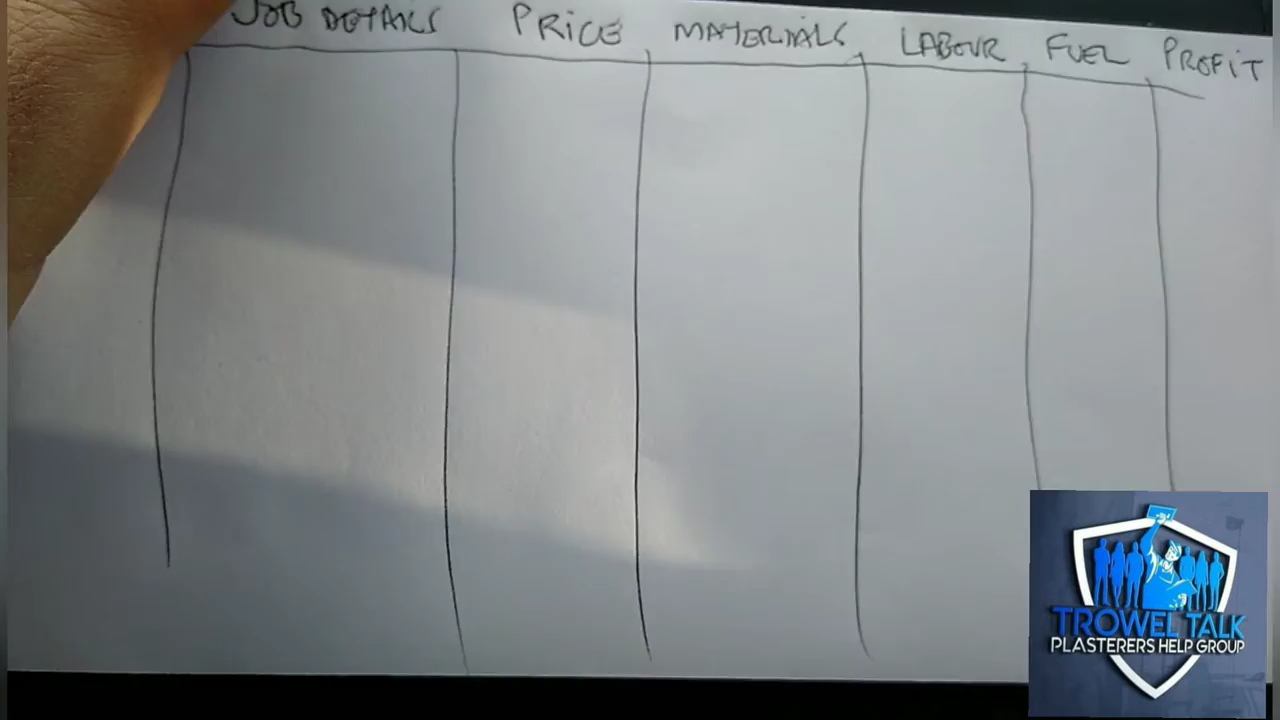 JOB DETAILS PRICE MATERIALS LABOUR FUEL PROFIT
TROWEL TALK
PLASTERERS HELP GROUP